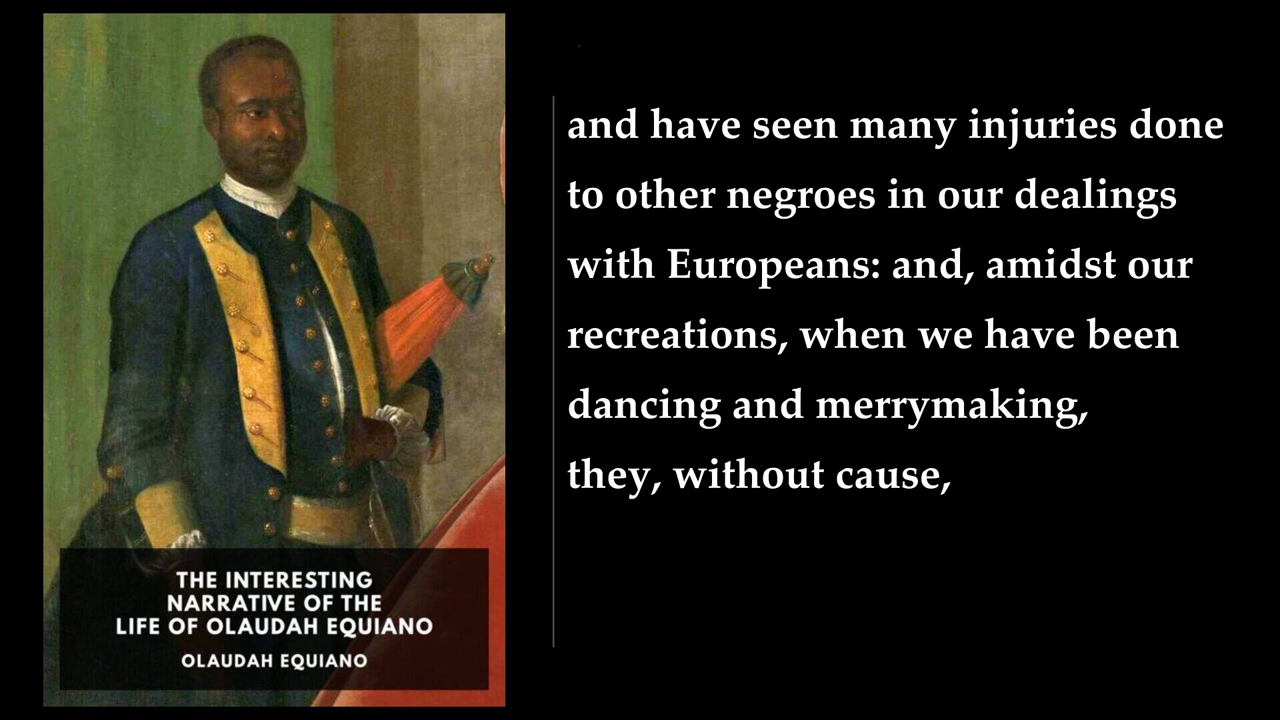 and have seen many injuries done
to other negroes in our dealings
with Europeans: and, amidst our
recreations, when we have been
dancing and merrymaking,
they, without cause,
THE INTERESTING
NARRATIVE OF THE
LIFE OF OLAUDAH EQUIANO
OLAUDAH EQUIANO